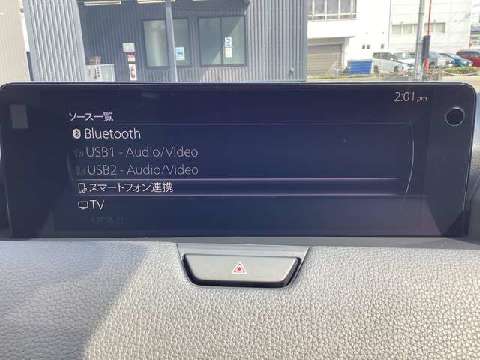 2:01 pm
ソース一覧
Bluetooth
USB1 - Audio/Video
USB2 - Audio/Video
スマートフォン連携
TV